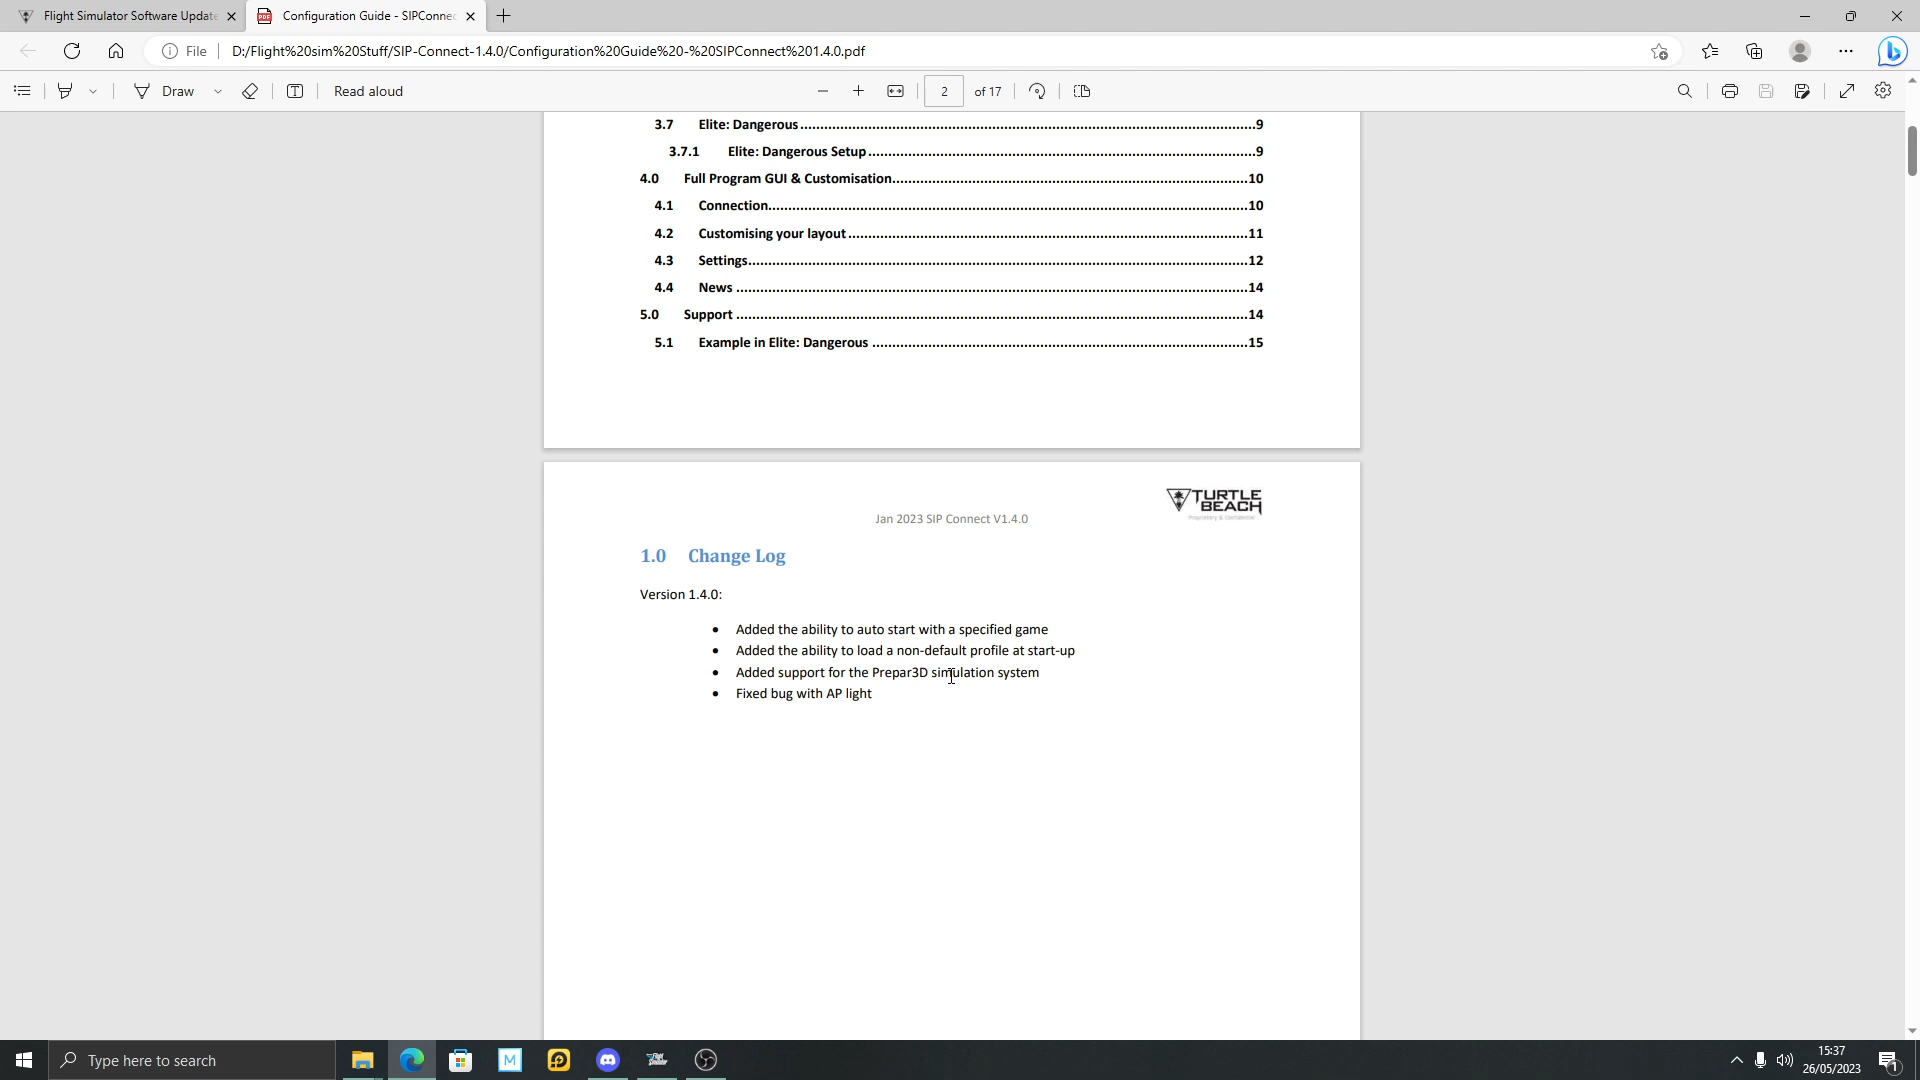 Flight Simulator Software Update
Configuration Guide - SIPConnec
File
D:/Flight%20sim%20Stuff/SIP-Connect-1.4.0/Configuration%20Guide%20-%20SIPConnect%201.4.0.pdf
Draw
Read aloud
2 of 17
3.7 Elite: Dangerous 9
3.7.1 Elite: Dangerous Setup 9
4.0 Full Program GUI & Customisation 10
4.1 Connection 10
4.2 Customising your layout 11
4.3 Settings 12
4.4 News 14
5.0 Support 14
5.1 Example in Elite: Dangerous 15
TURTLE
BEACH
Proprietary & Confidential
Jan 2023 SIP Connect V1.4.0
1.0 Change Log
Version 1.4.0:
• Added the ability to auto start with a specified game
• Added the ability to load a non-default profile at start-up
• Added support for the Prepar3D simulation system
• Fixed bug with AP light
Type here to search
M
15:37
26/05/2023
1